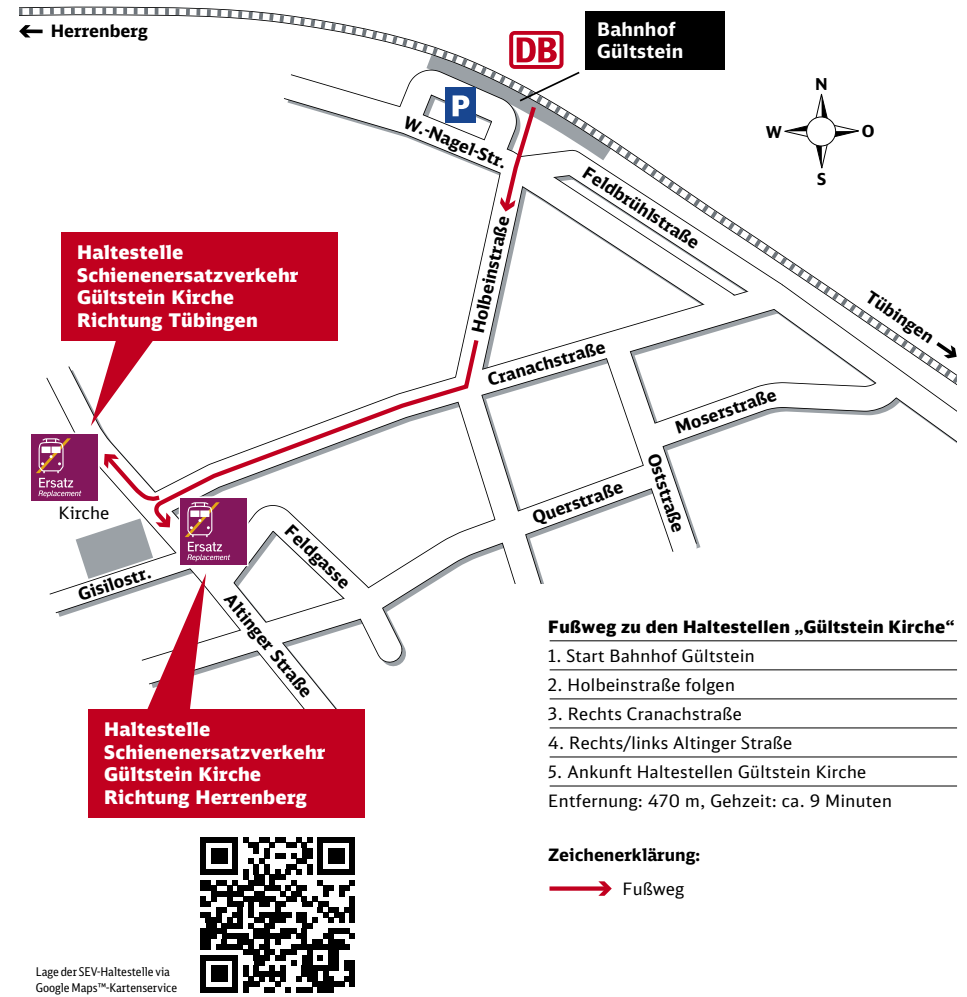 Herrenberg
DB
Bahnhof
Gültstein
P
W.-Nagel-Str.
N
W
O
S
Feldbrühlstraße
Holbeinstraße
Haltestelle
Schienenersatzverkehr
Gültstein Kirche
Richtung Tübingen
Tübingen
Cranachstraße
Moserstraße
Oststraße
Querstraße
Ersatz
Replacement
Kirche
Ersatz
Replacement
Feldgasse
Gisilostr.
Altinger Straße
Haltestelle
Schienenersatzverkehr
Gültstein Kirche
Richtung Herrenberg
Fußweg zu den Haltestellen „Gültstein Kirche“
1. Start Bahnhof Gültstein
2. Holbeinstraße folgen
3. Rechts Cranachstraße
4. Rechts/links Altinger Straße
5. Ankunft Haltestellen Gültstein Kirche
Entfernung: 470 m, Gehzeit: ca. 9 Minuten
Zeichenerklärung:
Fußweg
Lage der SEV-Haltestelle via
Google Maps™-Kartenservice